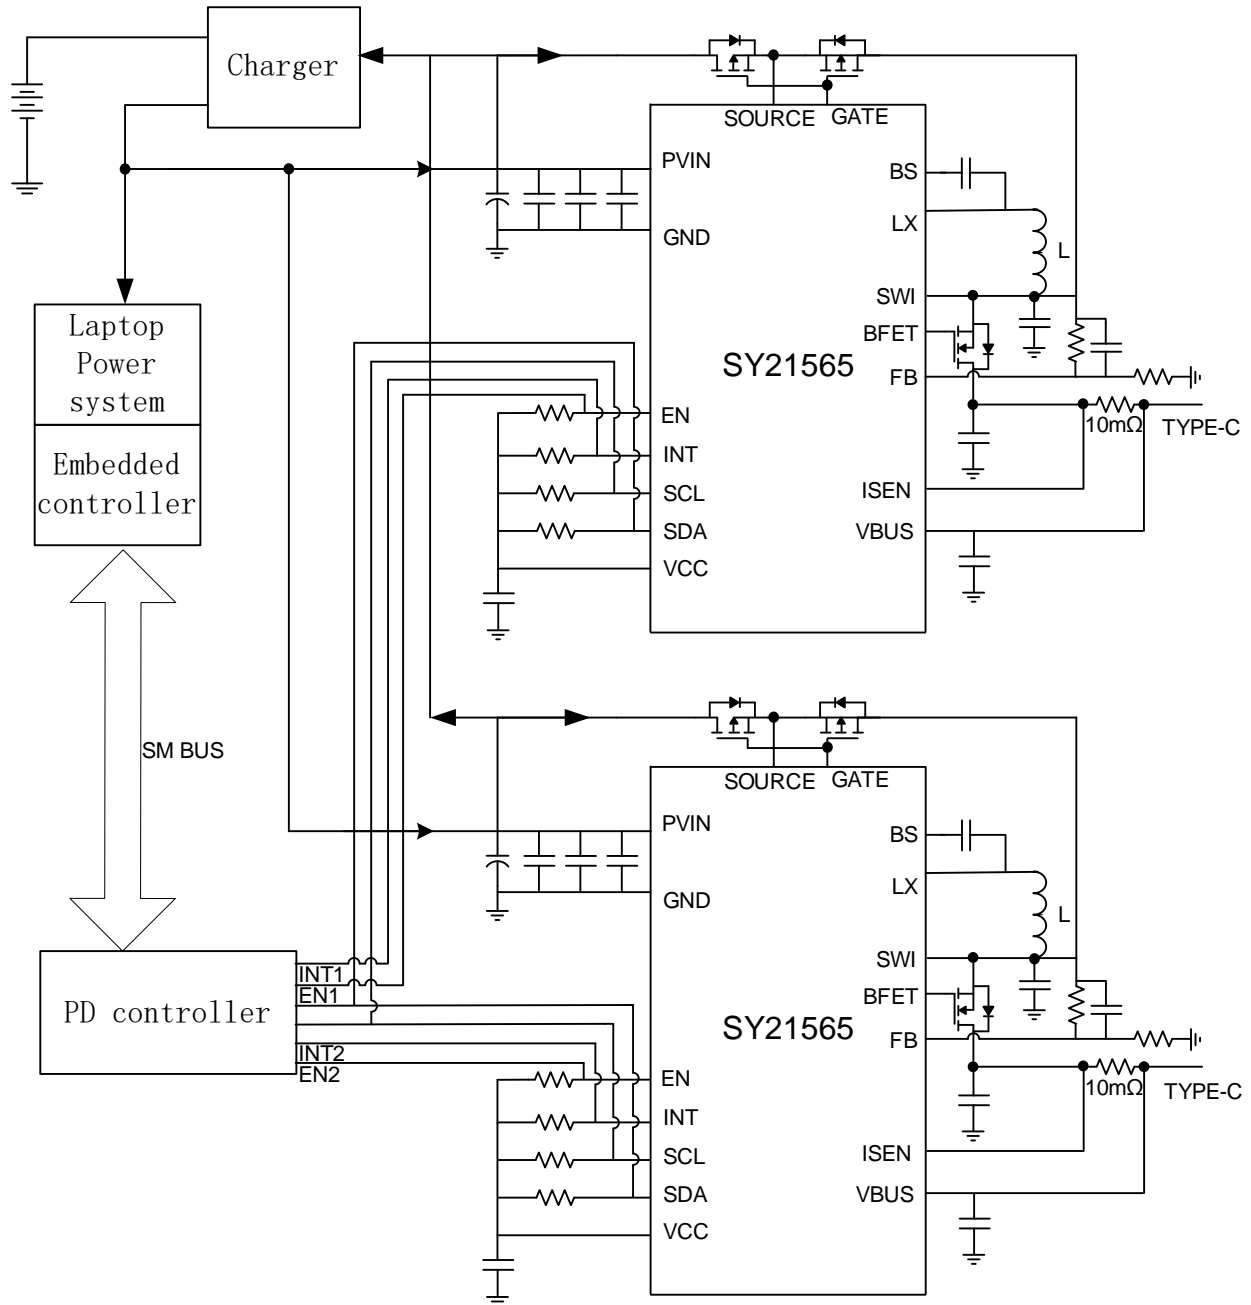 Charger
SOURCE
GATE
PVIN
GND
BS
LX
L
SWI
BFET
FB
10mΩ
TYPE-C
ISEN
VBUS
SY21565
EN
INT
SCL
SDA
VCC
Laptop
Power
system
Embedded
controller
SM BUS
PD controller
INT1
EN1
INT2
EN2
SOURCE
GATE
PVIN
GND
BS
LX
L
SWI
BFET
FB
10mΩ
TYPE-C
ISEN
VBUS
SY21565
EN
INT
SCL
SDA
VCC